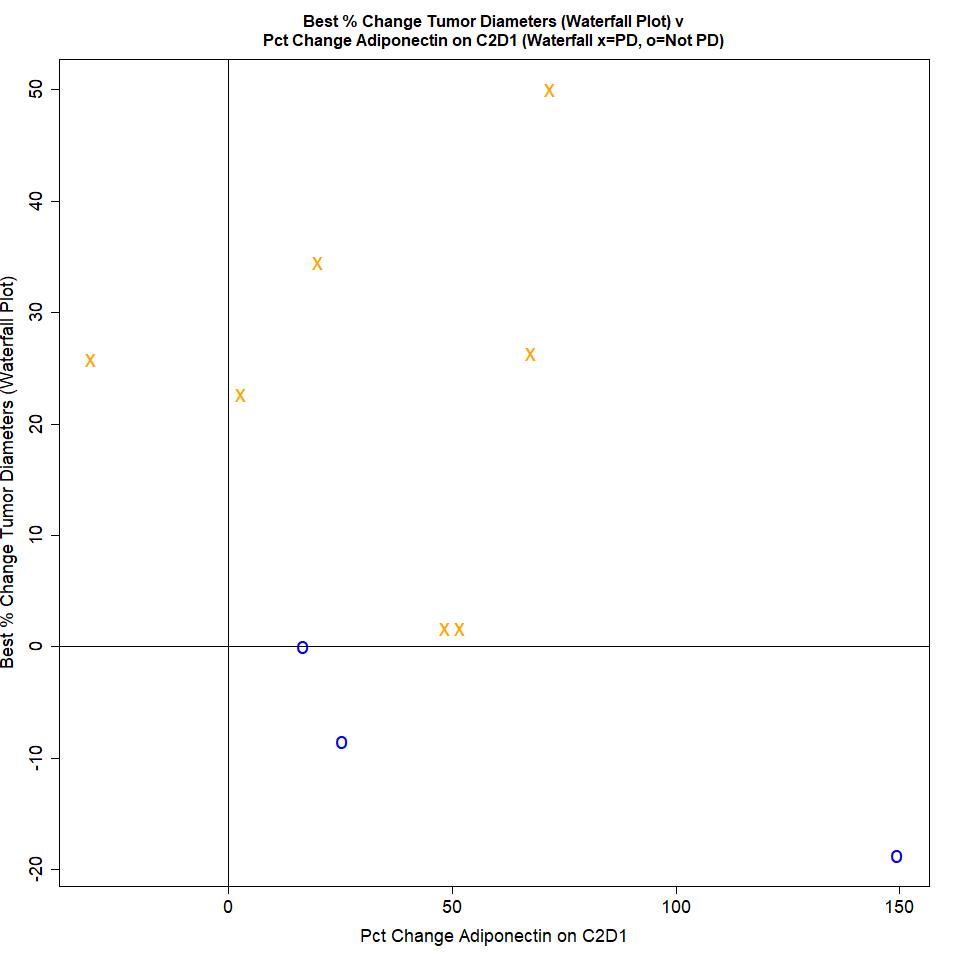 Best % Change Tumor Diameters (Waterfall Plot) v
Pct Change Adiponectin on C2D1 (Waterfall x=PD, o=Not PD)
Best % Change Tumor Diameters (Waterfall Plot)
50
40
30
20
10
0
-10
-20
X
X
X
X
X
X X
O
O
O
0 50 100 150
Pct Change Adiponectin on C2D1